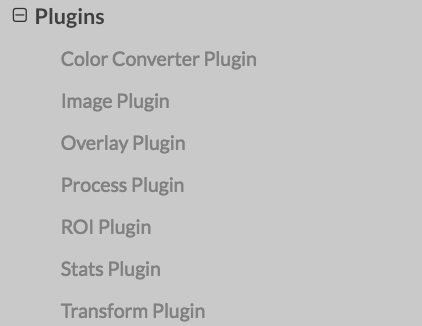 Plugins
Color Converter Plugin
Image Plugin
Overlay Plugin
Process Plugin
ROI Plugin
Stats Plugin
Transform Plugin